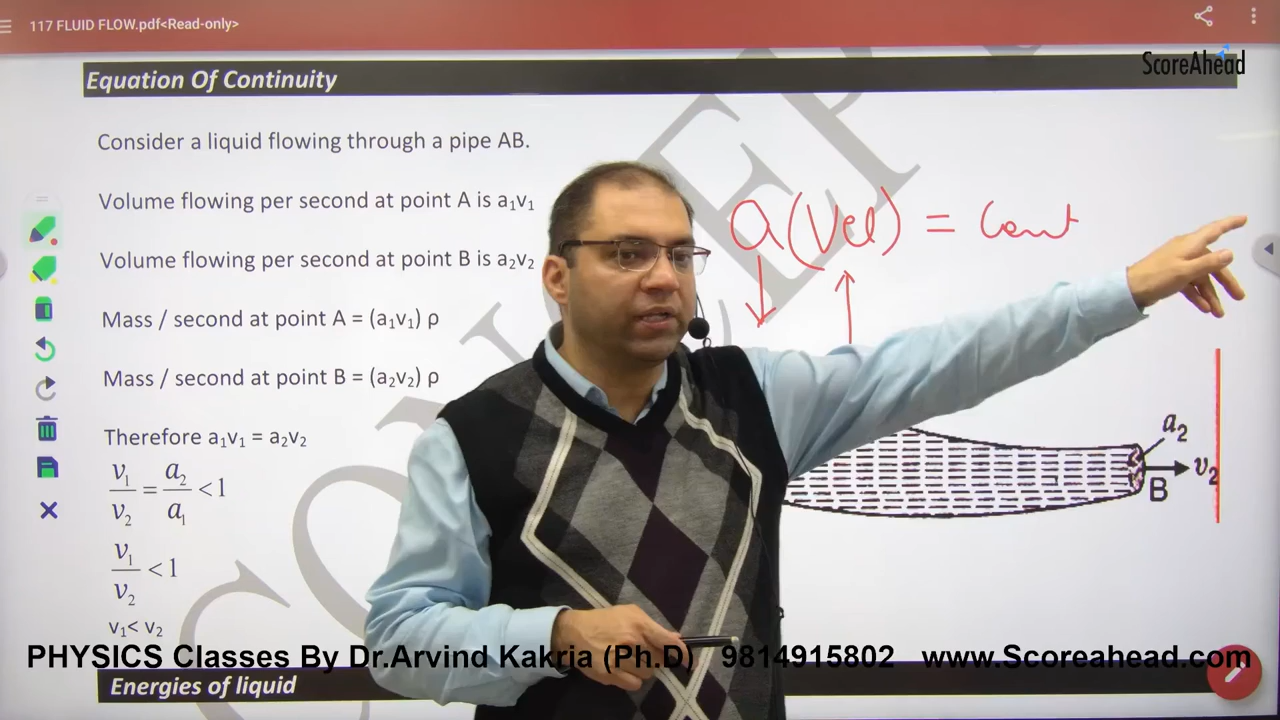 117 FLUID FLOW.pdf<Read-only>
ScoreAhead
Equation Of Continuity
Consider a liquid flowing through a pipe AB.
Volume flowing per second at point A is a₁v₁
Volume flowing per second at point B is a₂v₂
Mass / second at point A = (a₁v₁) ρ
Mass / second at point B = (a₂v₂) ρ
Therefore a₁v₁ = a₂v₂
v₁/v₂ = a₂/a₁ < 1
v₁/v₂ < 1
v₁< v₂
a(Vel) = Const
a₂
v₂
B
PHYSICS Classes By Dr.Arvind Kakria (Ph.D) 9814915802 www.Scoreahead.com
Energies of liquid